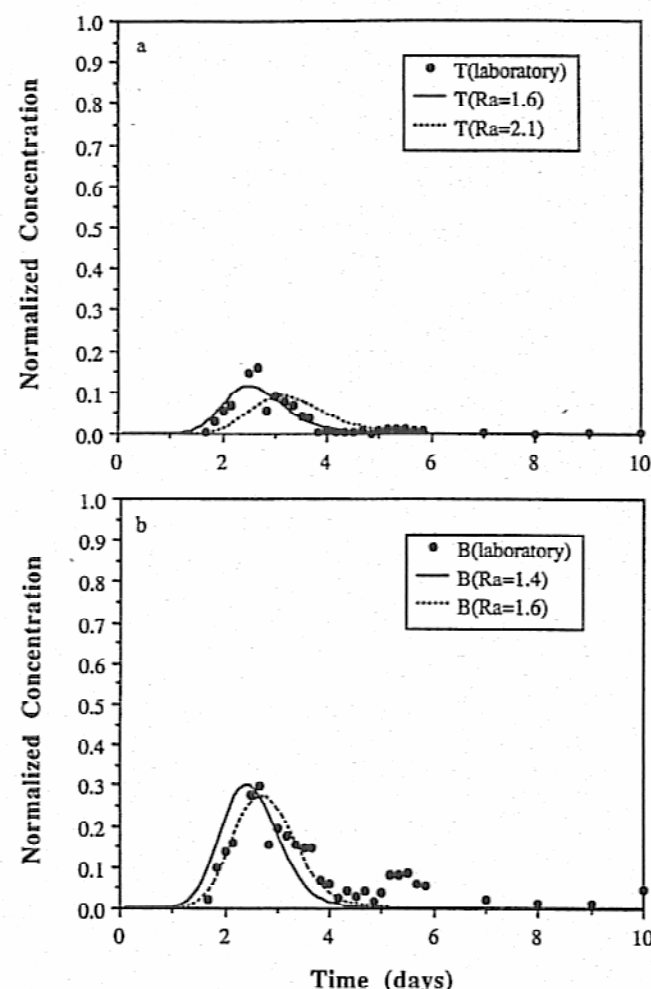 a
1.0
0.9
0.8
0.7
0.6
0.5
0.4
0.3
0.2
0.1
0.0
Normalized Concentration
T(laboratory)
T(Ra=1.6)
T(Ra=2.1)
0 2 4 6 8 10
b
1.0
0.9
0.8
0.7
0.6
0.5
0.4
0.3
0.2
0.1
0.0
Normalized Concentration
B(laboratory)
B(Ra=1.4)
B(Ra=1.6)
0 2 4 6 8 10
Time (days)